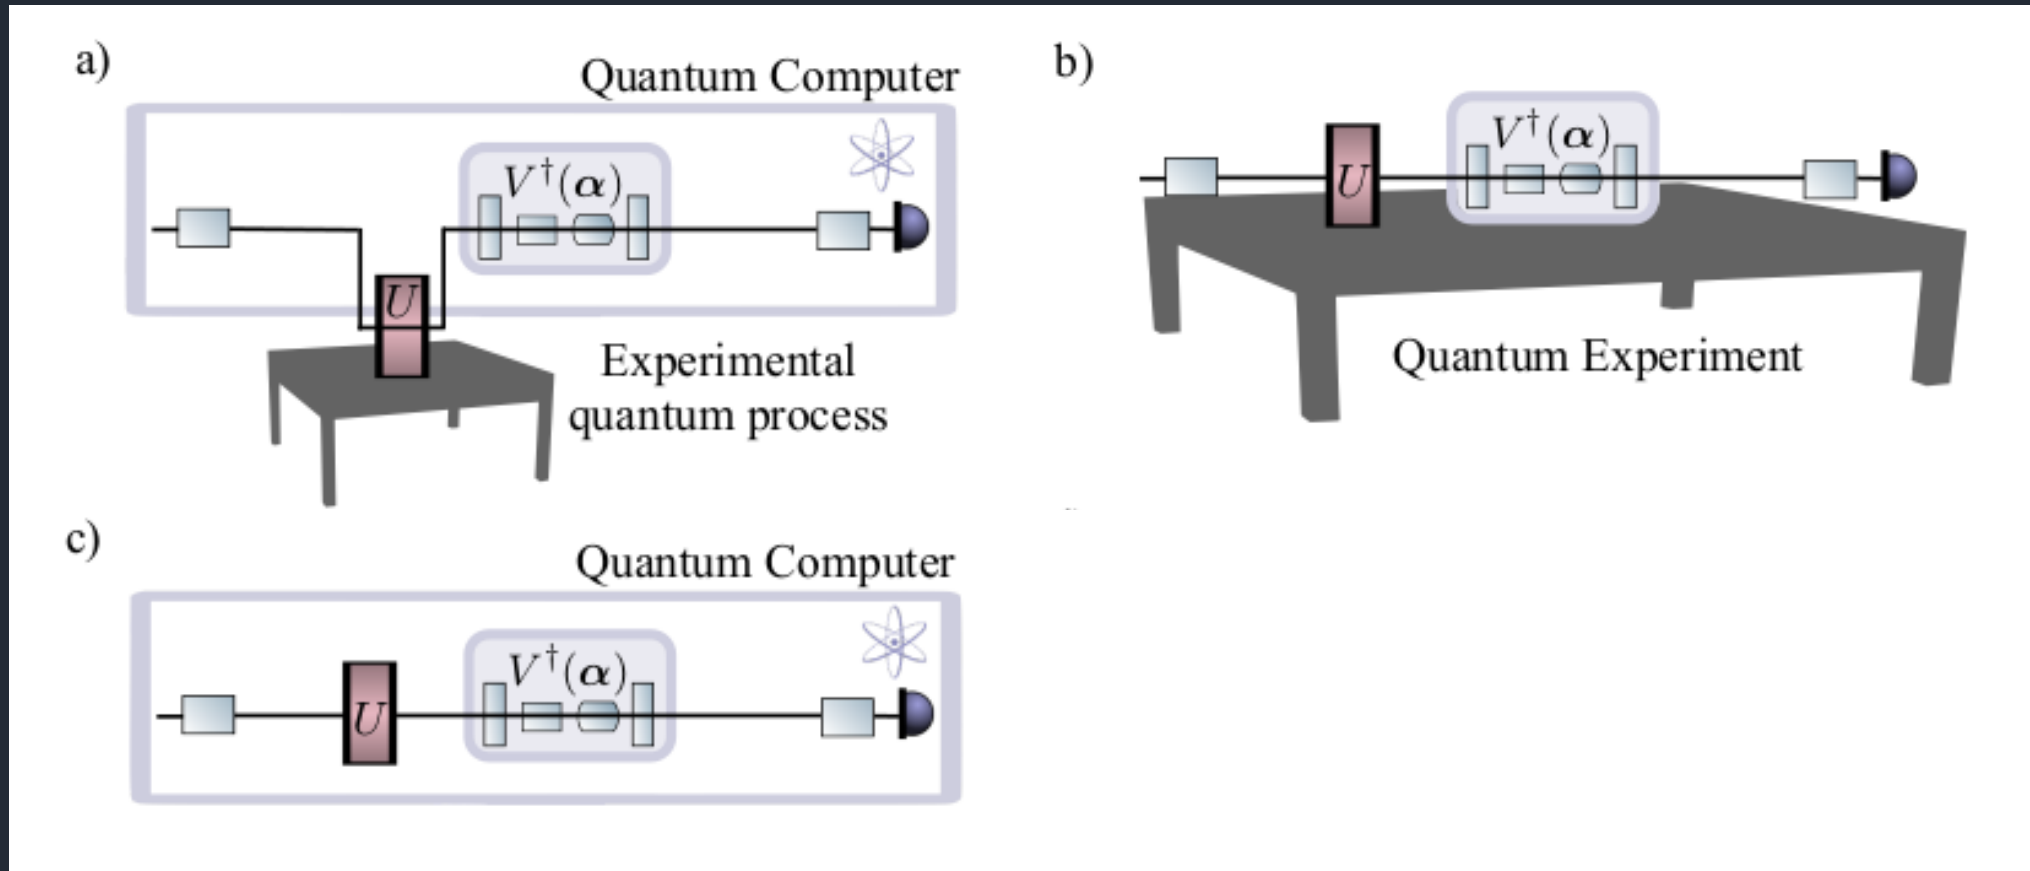 a)
Quantum Computer
V†(α)
U
Experimental
quantum process
b)
V†(α)
U
Quantum Experiment
c)
Quantum Computer
V†(α)
U